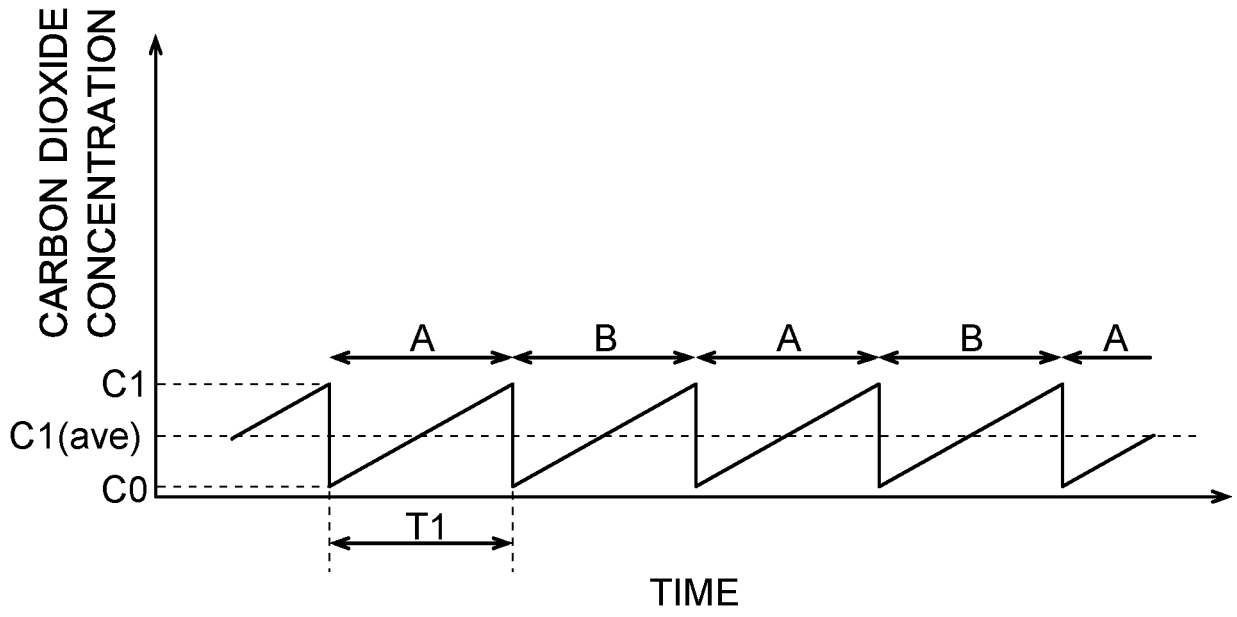 CARBON DIOXIDE
CONCENTRATION
A
B
A
B
A
C1
C1(ave)
C0
T1
TIME